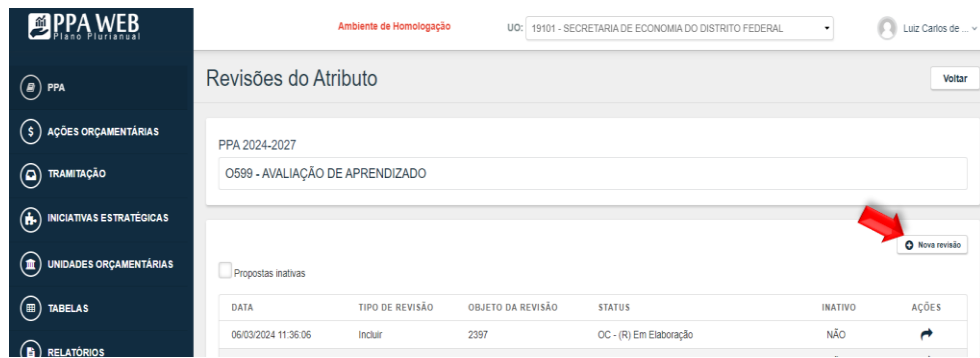 PPA WEB
Plano Plurianual
Ambiente de Homologação
UO: 19101 - SECRETARIA DE ECONOMIA DO DISTRITO FEDERAL
Luiz Carlos de ...
PPA
AÇÕES ORÇAMENTÁRIAS
TRAMITAÇÃO
INICIATIVAS ESTRATÉGICAS
UNIDADES ORÇAMENTÁRIAS
TABELAS
RELATÓRIOS
Revisões do Atributo
Voltar
PPA 2024-2027
O599 - AVALIAÇÃO DE APRENDIZADO
Nova revisão
Propostas inativas
DATA TIPO DE REVISÃO OBJETO DA REVISÃO STATUS INATIVO AÇÕES
06/03/2024 11:36:06 Incluir 2397 OC - (R) Em Elaboração NÃO